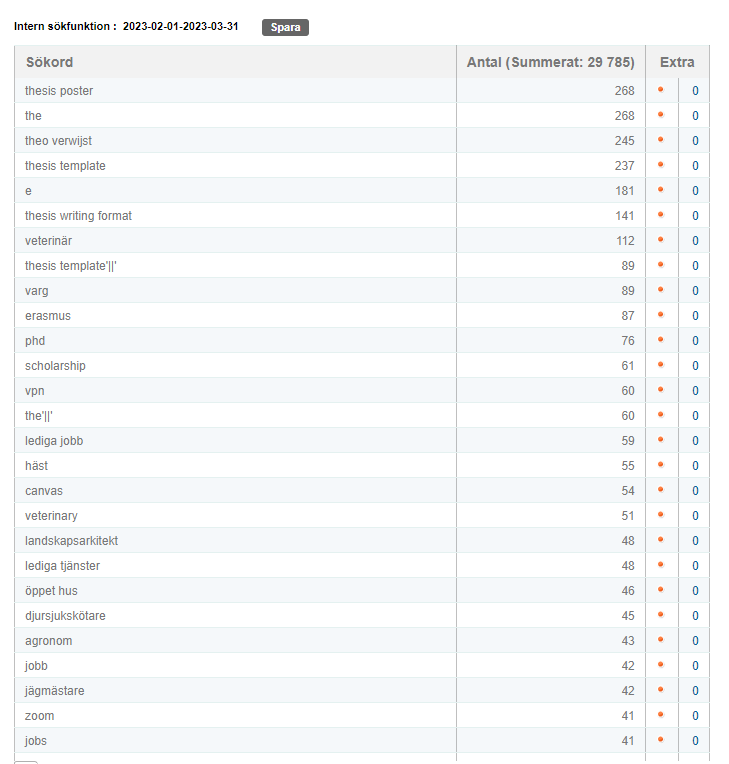 Intern sökfunktion : 2023-02-01-2023-03-31 Spara
Sökord Antal (Summerat: 29 785) Extra
thesis poster 268 0
the 268 0
theo verwijst 245 0
thesis template 237 0
e 181 0
thesis writing format 141 0
veterinär 112 0
thesis template'||' 89 0
varg 89 0
erasmus 87 0
phd 76 0
scholarship 61 0
vpn 60 0
the'||' 60 0
lediga jobb 59 0
häst 55 0
canvas 54 0
veterinary 51 0
landskapsarkitekt 48 0
lediga tjänster 48 0
öppet hus 46 0
djursjukskötare 45 0
agronom 43 0
jobb 42 0
jägmästare 42 0
zoom 41 0
jobs 41 0